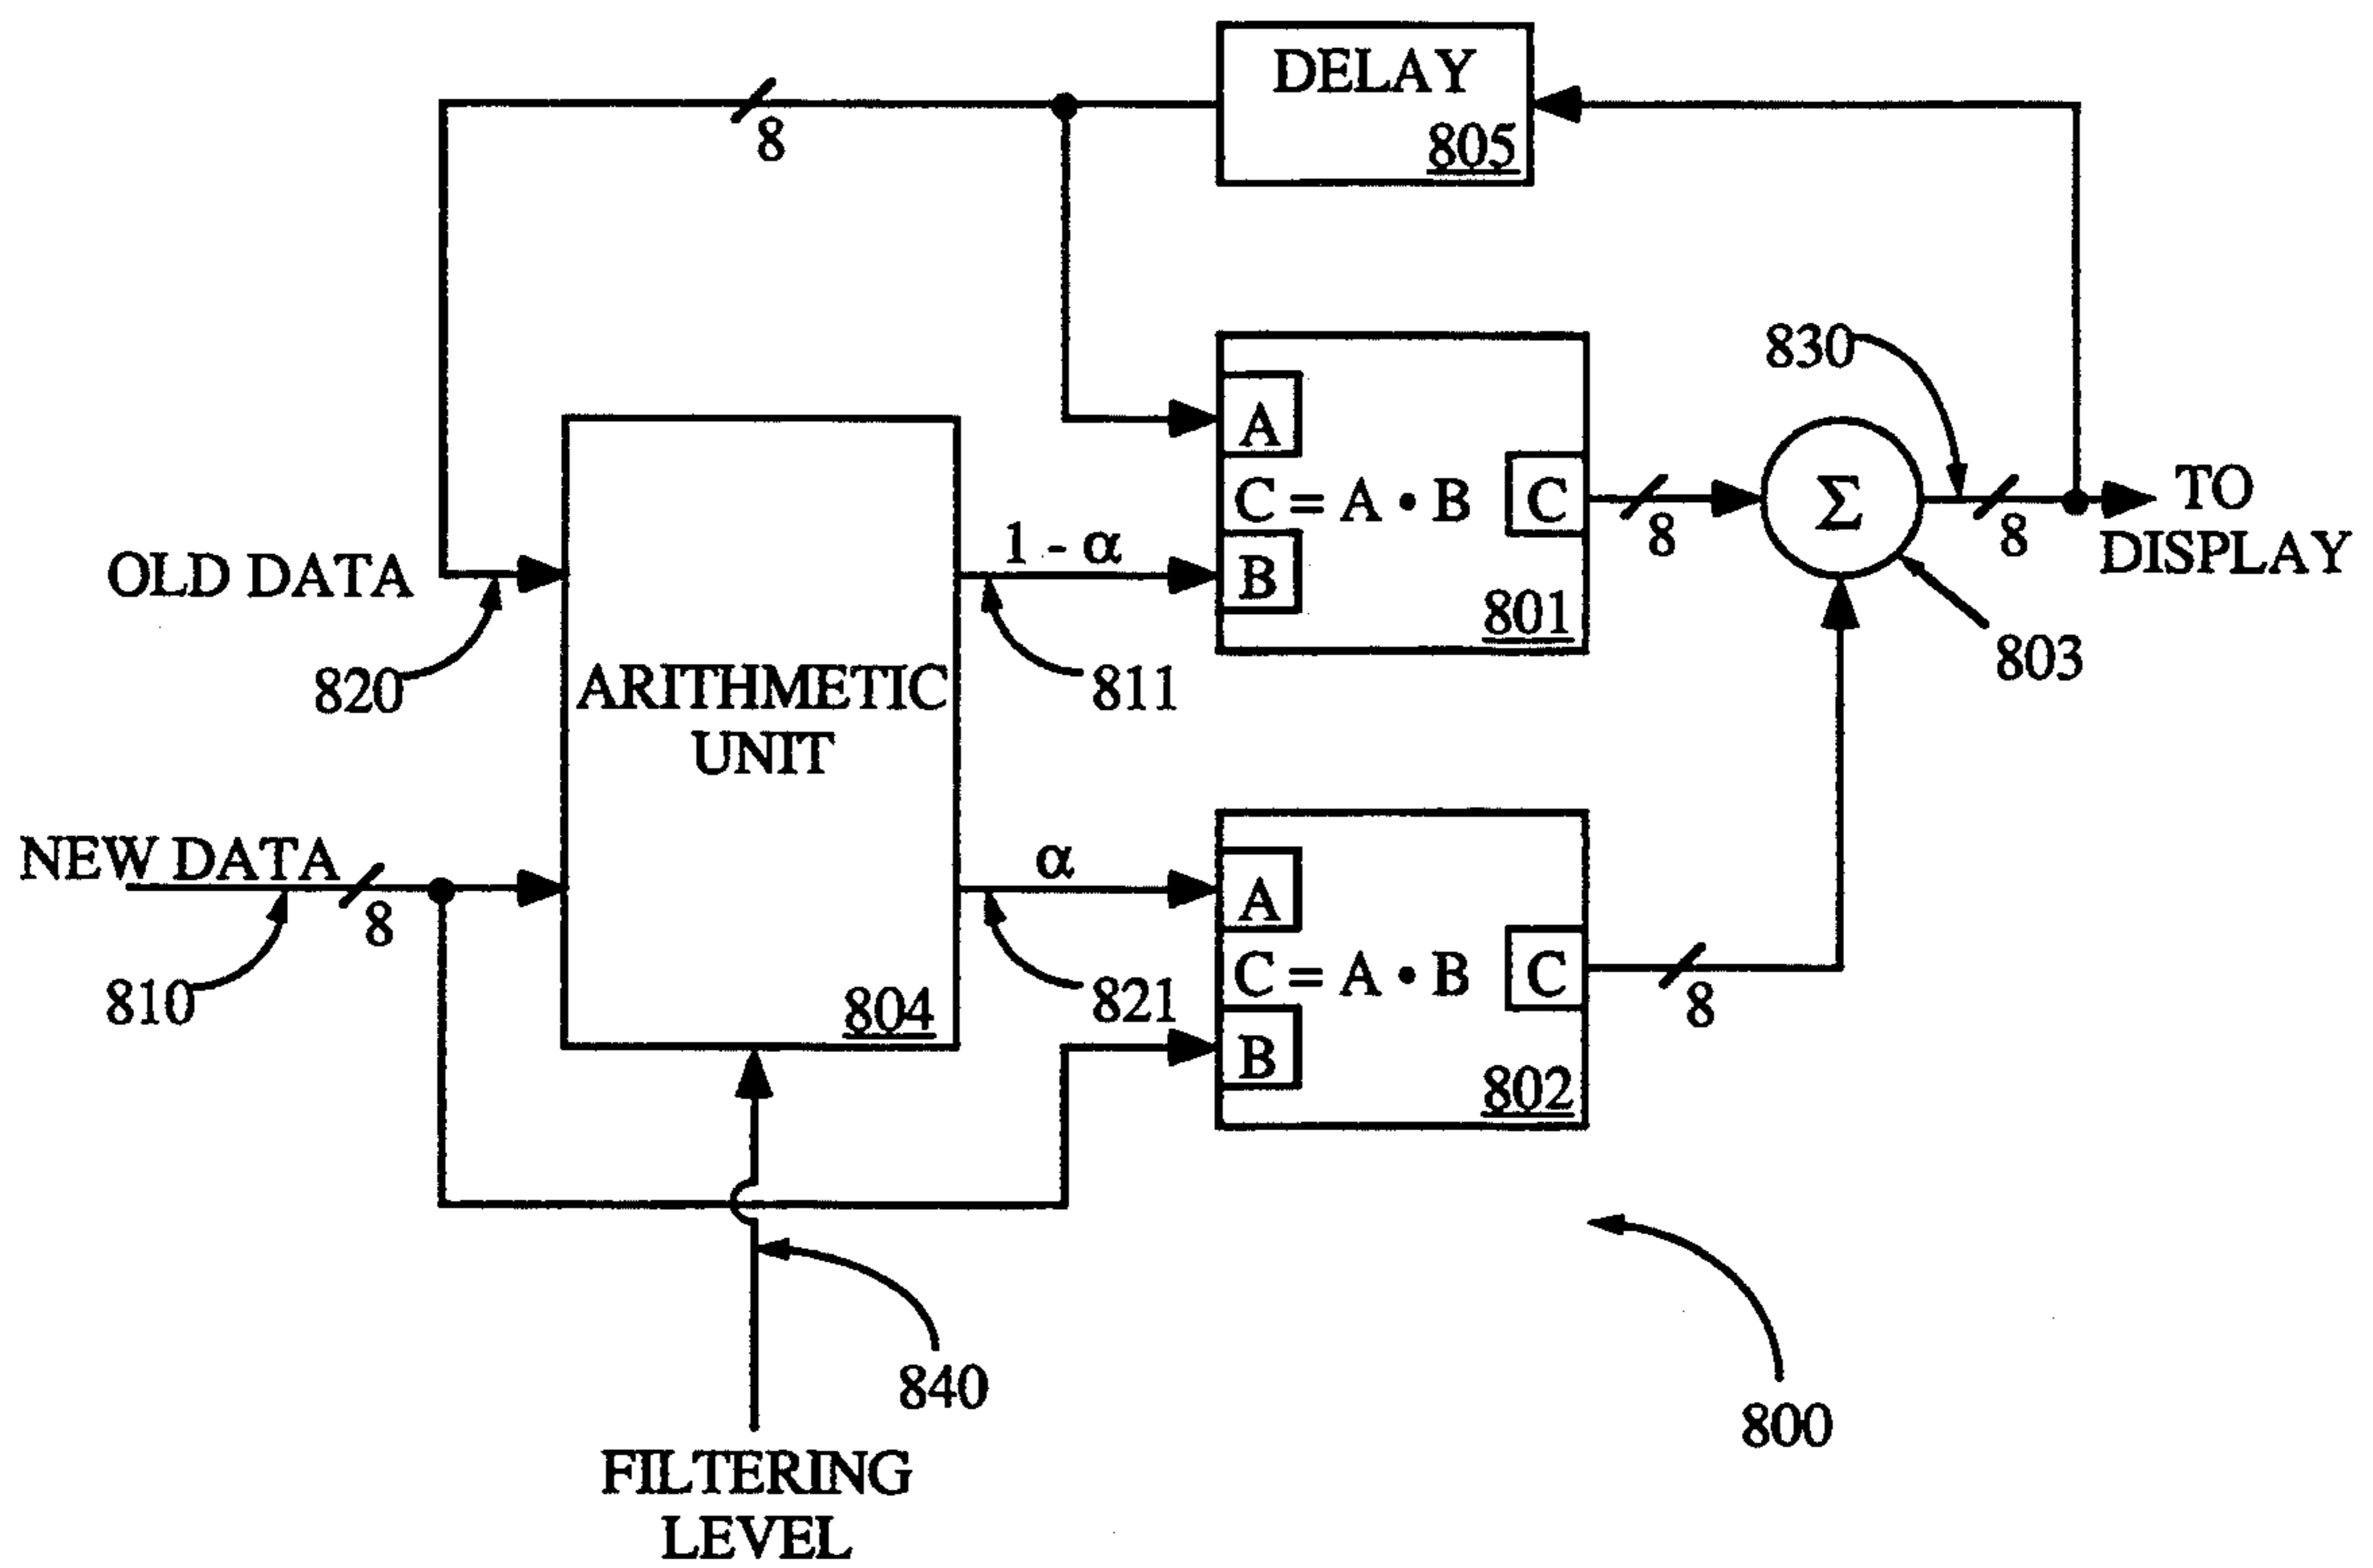 DELAY
805
8
830
A
C = A • B
C
B
801
8
Σ
8
TO
DISPLAY
803
OLD DATA
820
1 - α
811
ARITHMETIC
UNIT
804
NEW DATA
8
810
α
821
A
C = A • B
C
B
802
8
840
FILTERING
LEVEL
800